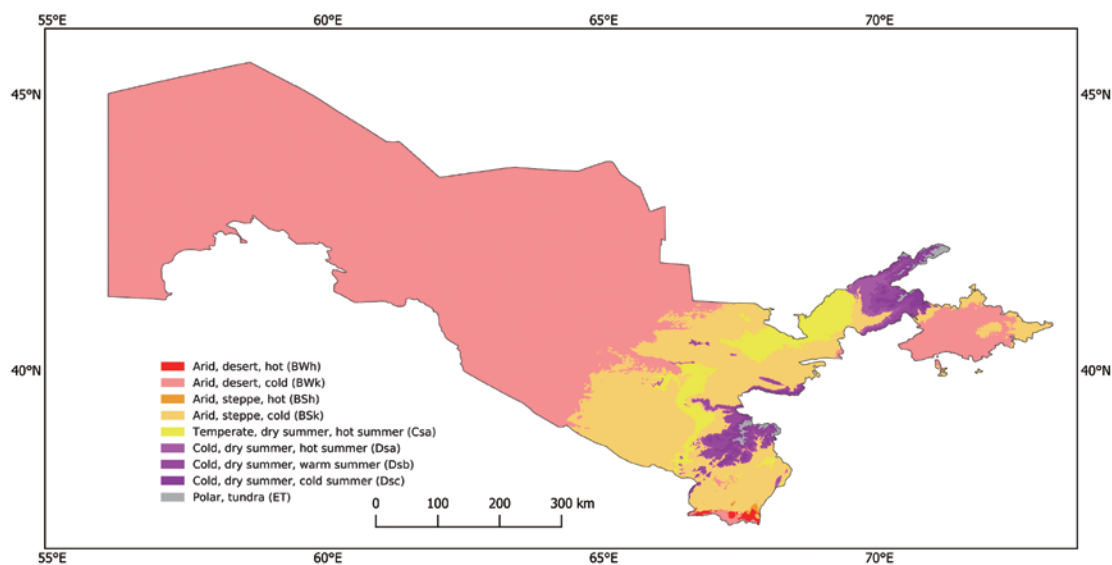 55°E 60°E 65°E 70°E
45°N 45°N
40°N 40°N
Arid, desert, hot (BWh)
Arid, desert, cold (BWk)
Arid, steppe, hot (BSh)
Arid, steppe, cold (BSk)
Temperate, dry summer, hot summer (Csa)
Cold, dry summer, hot summer (Dsa)
Cold, dry summer, warm summer (Dsb)
Cold, dry summer, cold summer (Dsc)
Polar, tundra (ET)
0 100 200 300 km
55°E 60°E 65°E 70°E